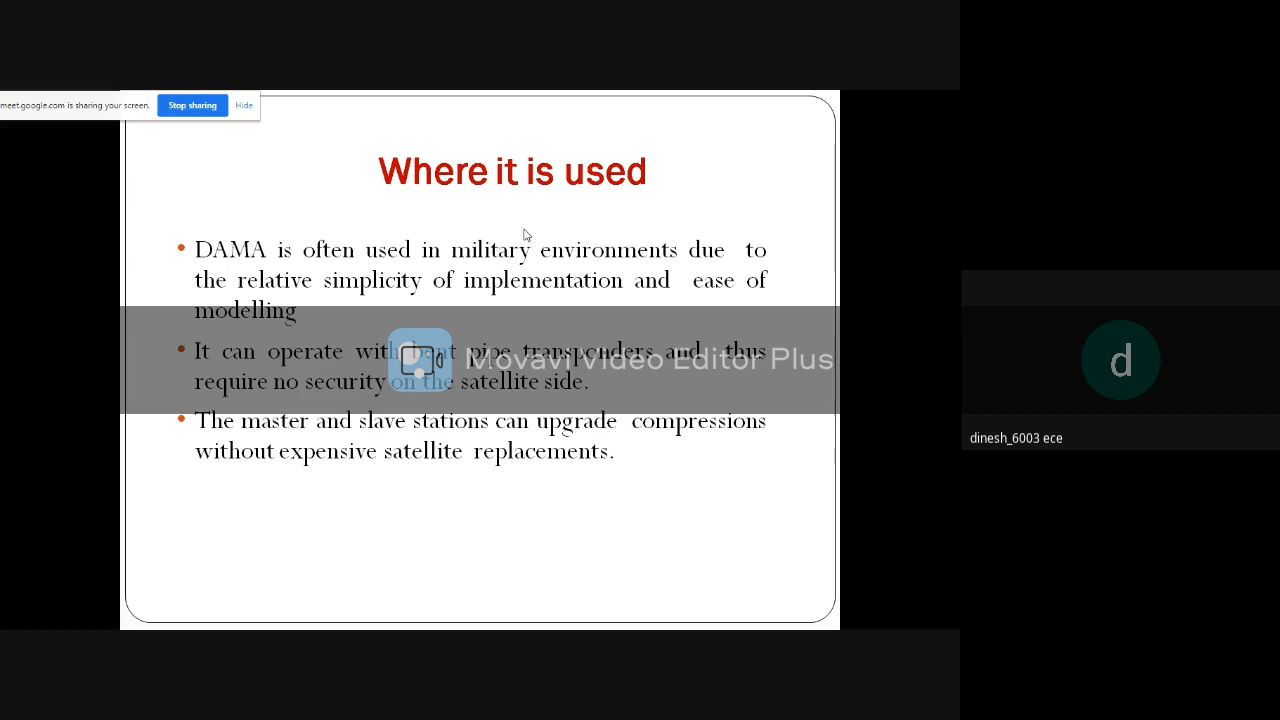 meet.google.com is sharing your screen. Stop sharing Hide
Where it is used
• DAMA is often used in military environments due to
the relative simplicity of implementation and ease of
modelling
• It can operate with bent pipe transponders and thus
require no security on the satellite side.
Movavi Video Editor Plus
• The master and slave stations can upgrade compressions
without expensive satellite replacements.
d
dinesh_6003 ece